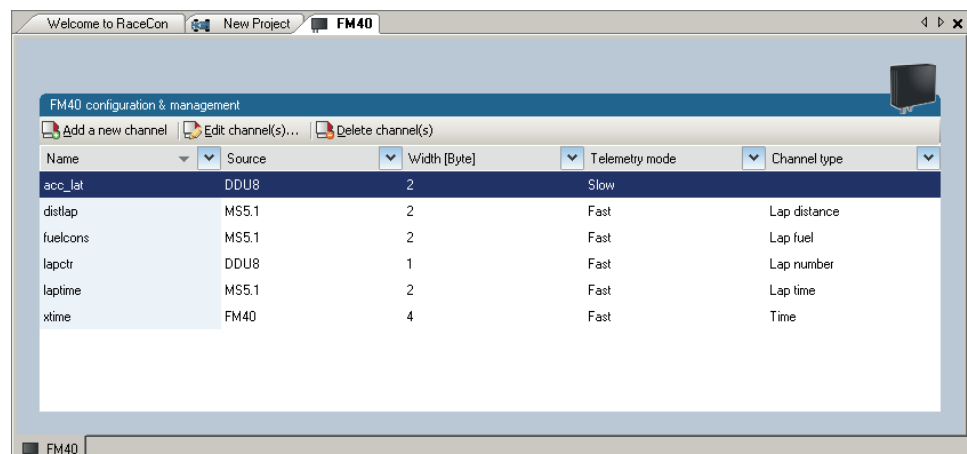 Welcome to RaceCon New Project FM40
FM40 configuration & management
Add a new channel Edit channel(s)... Delete channel(s)
Name Source Width [Byte] Telemetry mode Channel type
acc_lat DDU8 2 Slow
distlap MS5.1 2 Fast Lap distance
fuelcons MS5.1 2 Fast Lap fuel
lapctr DDU8 1 Fast Lap number
laptime MS5.1 2 Fast Lap time
xtime FM40 4 Fast Time
FM40